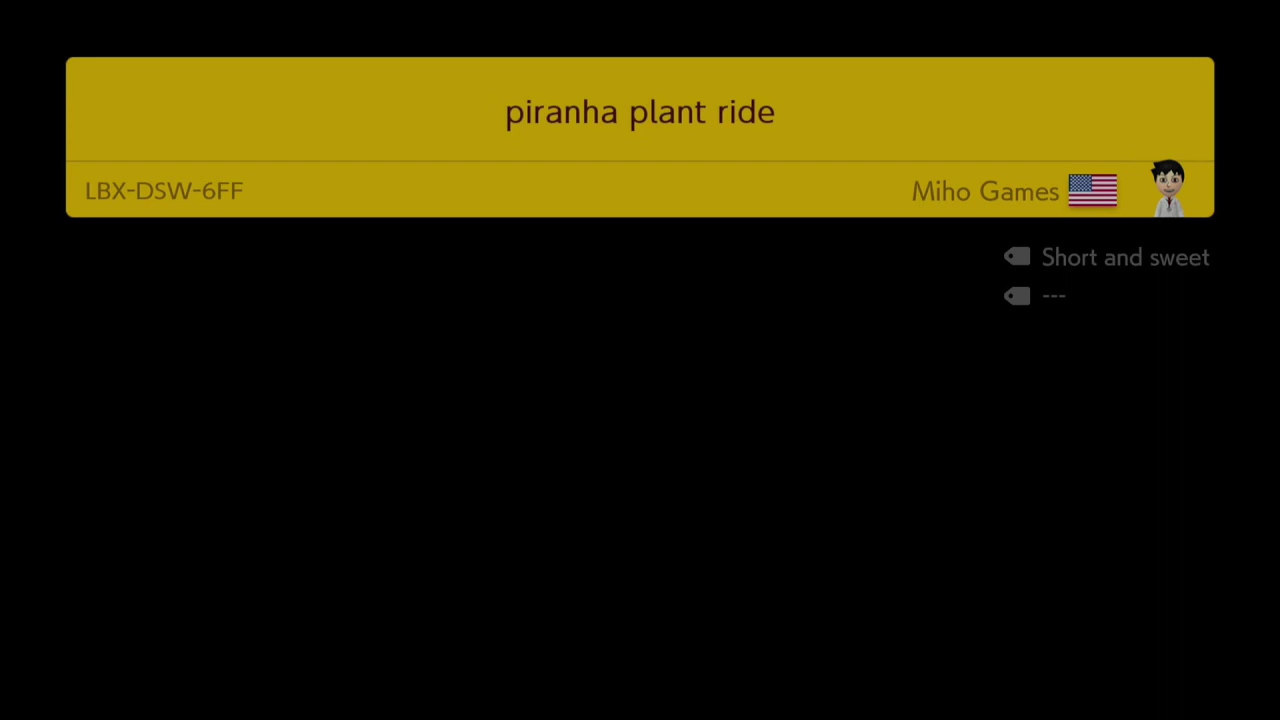 piranha plant ride
LBX-DSW-6FF
Miho Games
Short and sweet
---